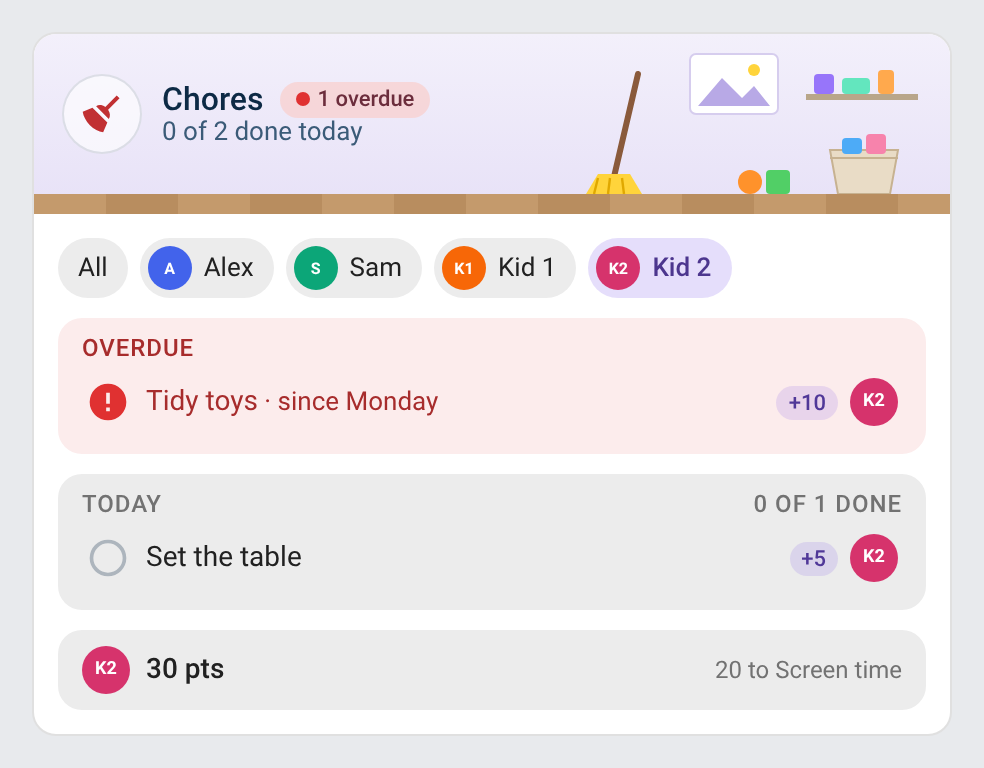 Chores
1 overdue
0 of 2 done today
All
A Alex
S Sam
K1 Kid 1
K2 Kid 2
OVERDUE
Tidy toys · since Monday
+10 K2
TODAY
0 OF 1 DONE
Set the table
+5 K2
K2 30 pts
20 to Screen time